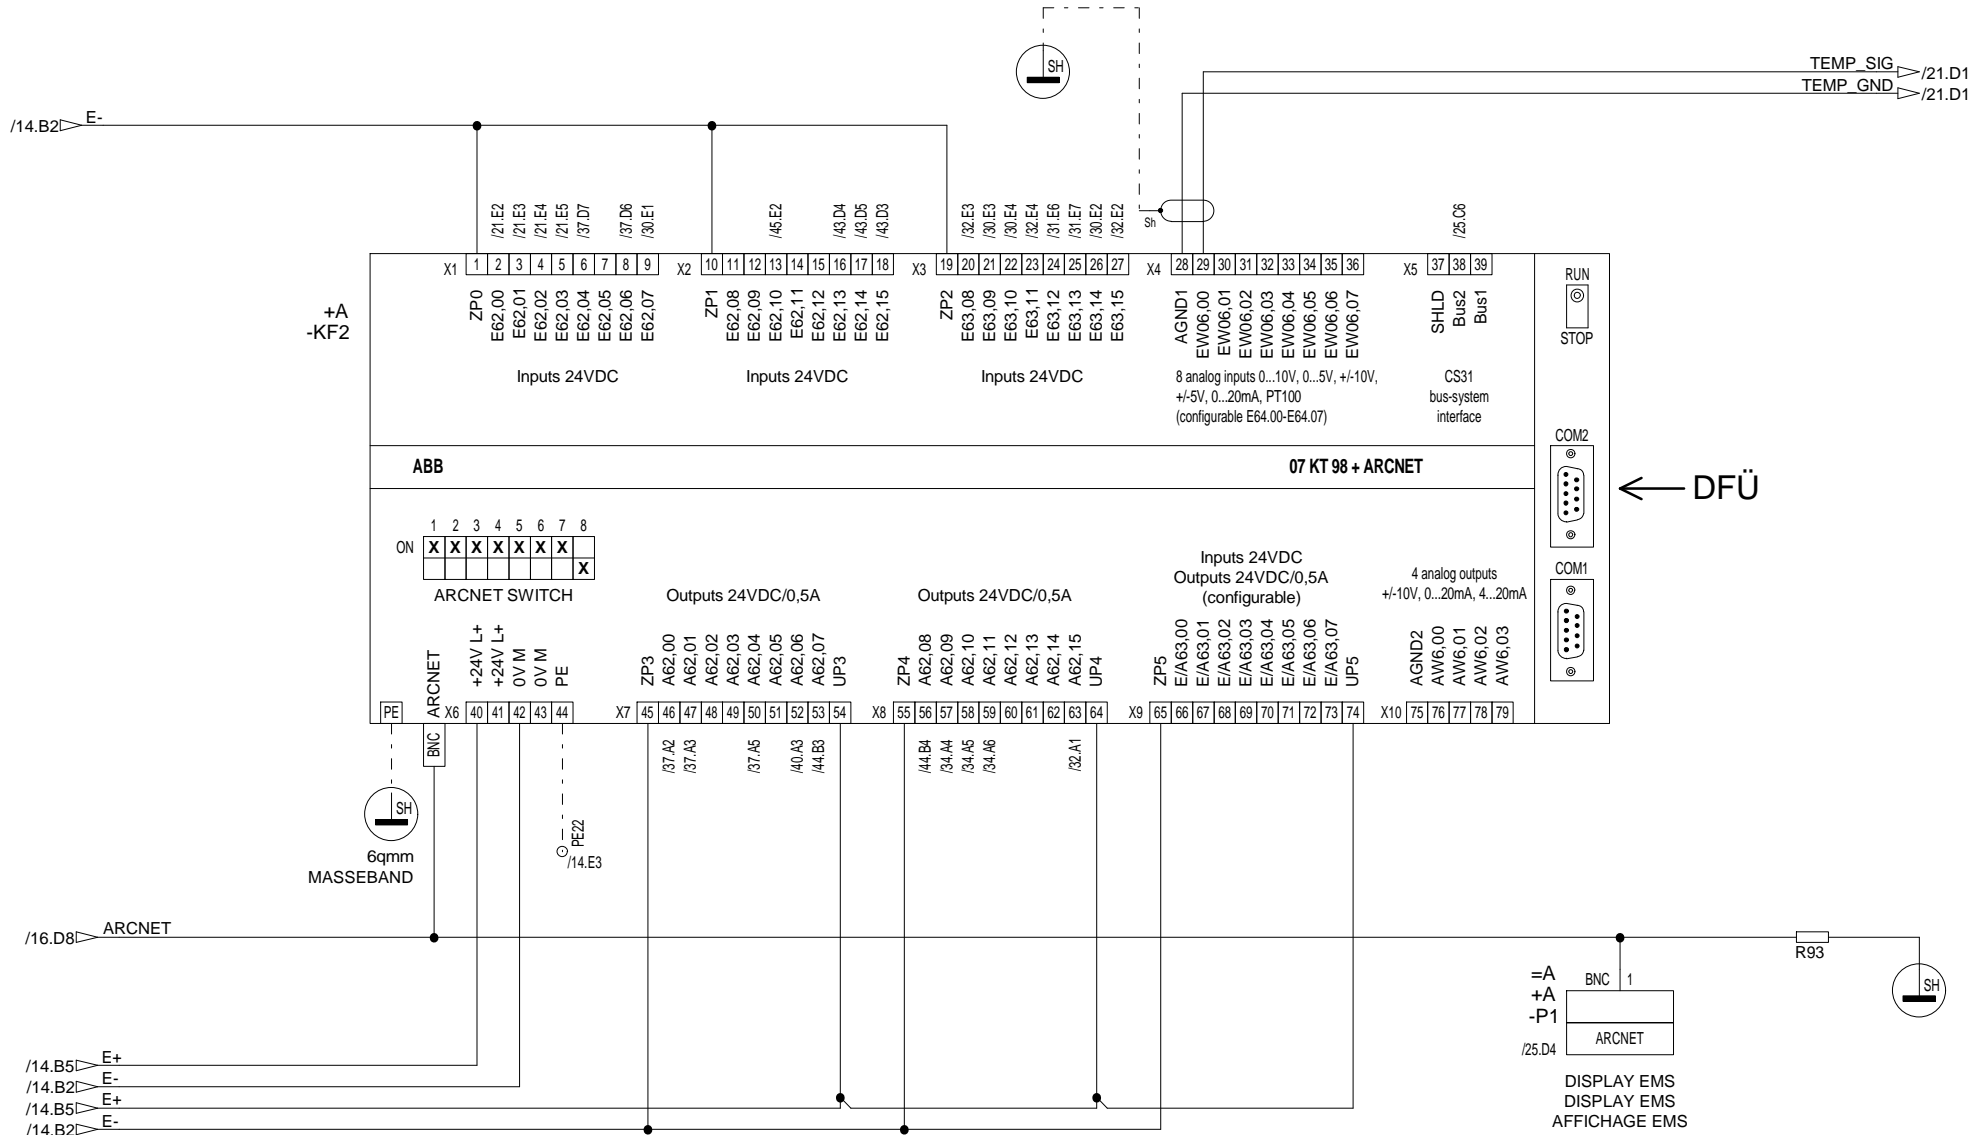 SH
TEMP_SIG /21.D1
TEMP_GND /21.D1
/14.B2 E-
/21.E2 /21.E3 /21.E4 /21.E5 /37.D7 /37.D6 /30.E1
/45.E2 /43.D4 /43.D5 /43.D3
/32.E3 /30.E3 /30.E4 /32.E4 /31.E6 /31.E7 /30.E2 /32.E2
Sh
/25.C6
X1 1 2 3 4 5 6 7 8 9
X2 10 11 12 13 14 15 16 17 18
X3 19 20 21 22 23 24 25 26 27
X4 28 29 30 31 32 33 34 35 36
X5 37 38 39
+A
-KF2
ZP0 E62,00 E62,01 E62,02 E62,03 E62,04 E62,05 E62,06 E62,07
ZP1 E62,08 E62,09 E62,10 E62,11 E62,12 E62,13 E62,14 E62,15
ZP2 E63,08 E63,09 E63,10 E63,11 E63,12 E63,13 E63,14 E63,15
AGND1 EW06,00 EW06,01 EW06,02 EW06,03 EW06,04 EW06,05 EW06,06 EW06,07
SHLD Bus2 Bus1
RUN
STOP
Inputs 24VDC
Inputs 24VDC
Inputs 24VDC
8 analog inputs 0...10V, 0...5V, +/-10V,
+/-5V, 0...20mA, PT100
(configurable E64.00-E64.07)
CS31
bus-system
interface
COM2
ABB
07 KT 98 + ARCNET
DFÜ
1 2 3 4 5 6 7 8
ON X X X X X X X
X
ARCNET SWITCH
Outputs 24VDC/0,5A
Outputs 24VDC/0,5A
Inputs 24VDC
Outputs 24VDC/0,5A
(configurable)
4 analog outputs
+/-10V, 0...20mA, 4...20mA
COM1
ARCNET
+24V L+ +24V L+ 0V M 0V M PE
ZP3 A62,00 A62,01 A62,02 A62,03 A62,04 A62,05 A62,06 A62,07 UP3
ZP4 A62,08 A62,09 A62,10 A62,11 A62,12 A62,13 A62,14 A62,15 UP4
ZP5 E/A63,00 E/A63,01 E/A63,02 E/A63,03 E/A63,04 E/A63,05 E/A63,06 E/A63,07 UP5
AGND2 AW6,00 AW6,01 AW6,02 AW6,03
PE
X6 40 41 42 43 44
X7 45 46 47 48 49 50 51 52 53 54
X8 55 56 57 58 59 60 61 62 63 64
X9 65 66 67 68 69 70 71 72 73 74
X10 75 76 77 78 79
BNC
/37.A2 /37.A3 /37.A5 /40.A3 /44.B3
/44.B4 /34.A4 /34.A5 /34.A6 /32.A1
SH
6qmm
MASSEBAND
PE22
/14.E3
/16.D8 ARCNET
R93
SH
=A
+A
-P1
/25.D4
BNC 1
ARCNET
DISPLAY EMS
DISPLAY EMS
AFFICHAGE EMS
/14.B5 E+
/14.B2 E-
/14.B5 E+
/14.B2 E-